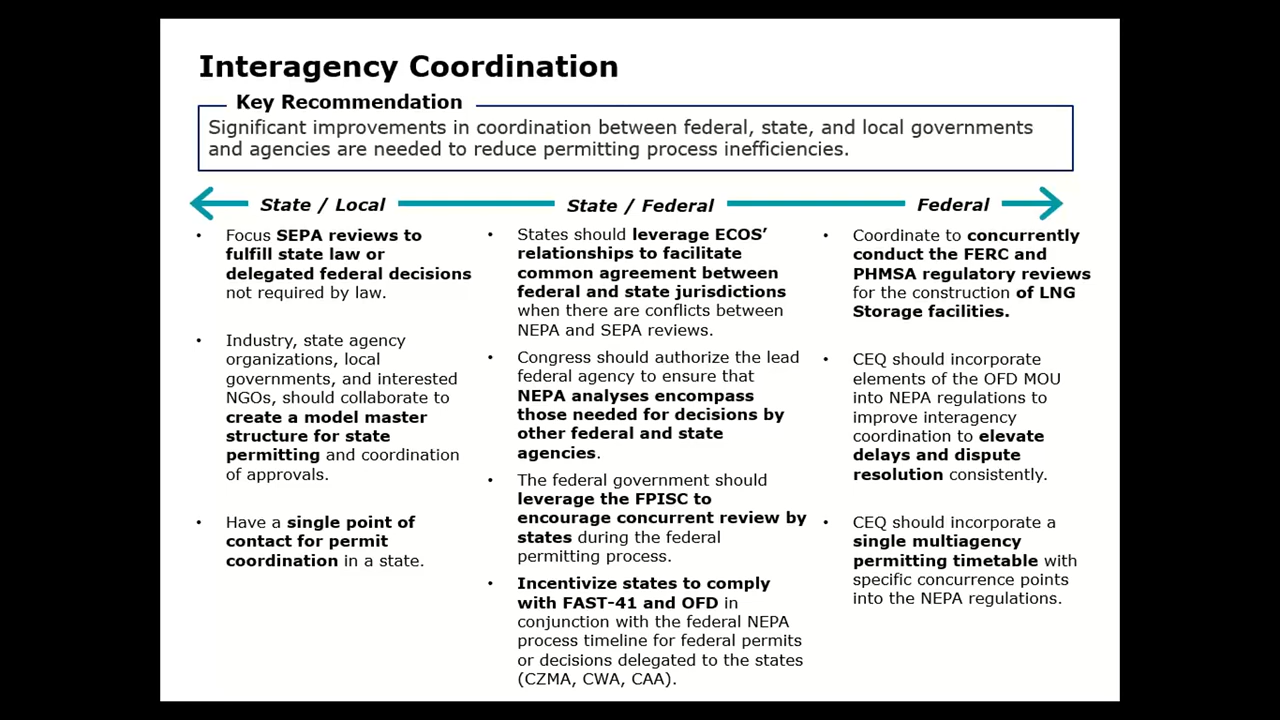 Interagency Coordination
Key Recommendation
Significant improvements in coordination between federal, state, and local governments
and agencies are needed to reduce permitting process inefficiencies.
State / Local
• Focus SEPA reviews to
fulfill state law or
delegated federal decisions
not required by law.
• Industry, state agency
organizations, local
governments, and interested
NGOs, should collaborate to
create a model master
structure for state
permitting and coordination
of approvals.
• Have a single point of
contact for permit
coordination in a state.
State / Federal
• States should leverage ECOS’
relationships to facilitate
common agreement between
federal and state jurisdictions
when there are conflicts between
NEPA and SEPA reviews.
• Congress should authorize the lead
federal agency to ensure that
NEPA analyses encompass
those needed for decisions by
other federal and state
agencies.
• The federal government should
leverage the FPISC to
encourage concurrent review by
states during the federal
permitting process.
• Incentivize states to comply
with FAST-41 and OFD in
conjunction with the federal NEPA
process timeline for federal permits
or decisions delegated to the states
(CZMA, CWA, CAA).
Federal
• Coordinate to concurrently
conduct the FERC and
PHMSA regulatory reviews
for the construction of LNG
Storage facilities.
• CEQ should incorporate
elements of the OFD MOU
into NEPA regulations to
improve interagency
coordination to elevate
delays and dispute
resolution consistently.
• CEQ should incorporate a
single multiagency
permitting timetable with
specific concurrence points
into the NEPA regulations.